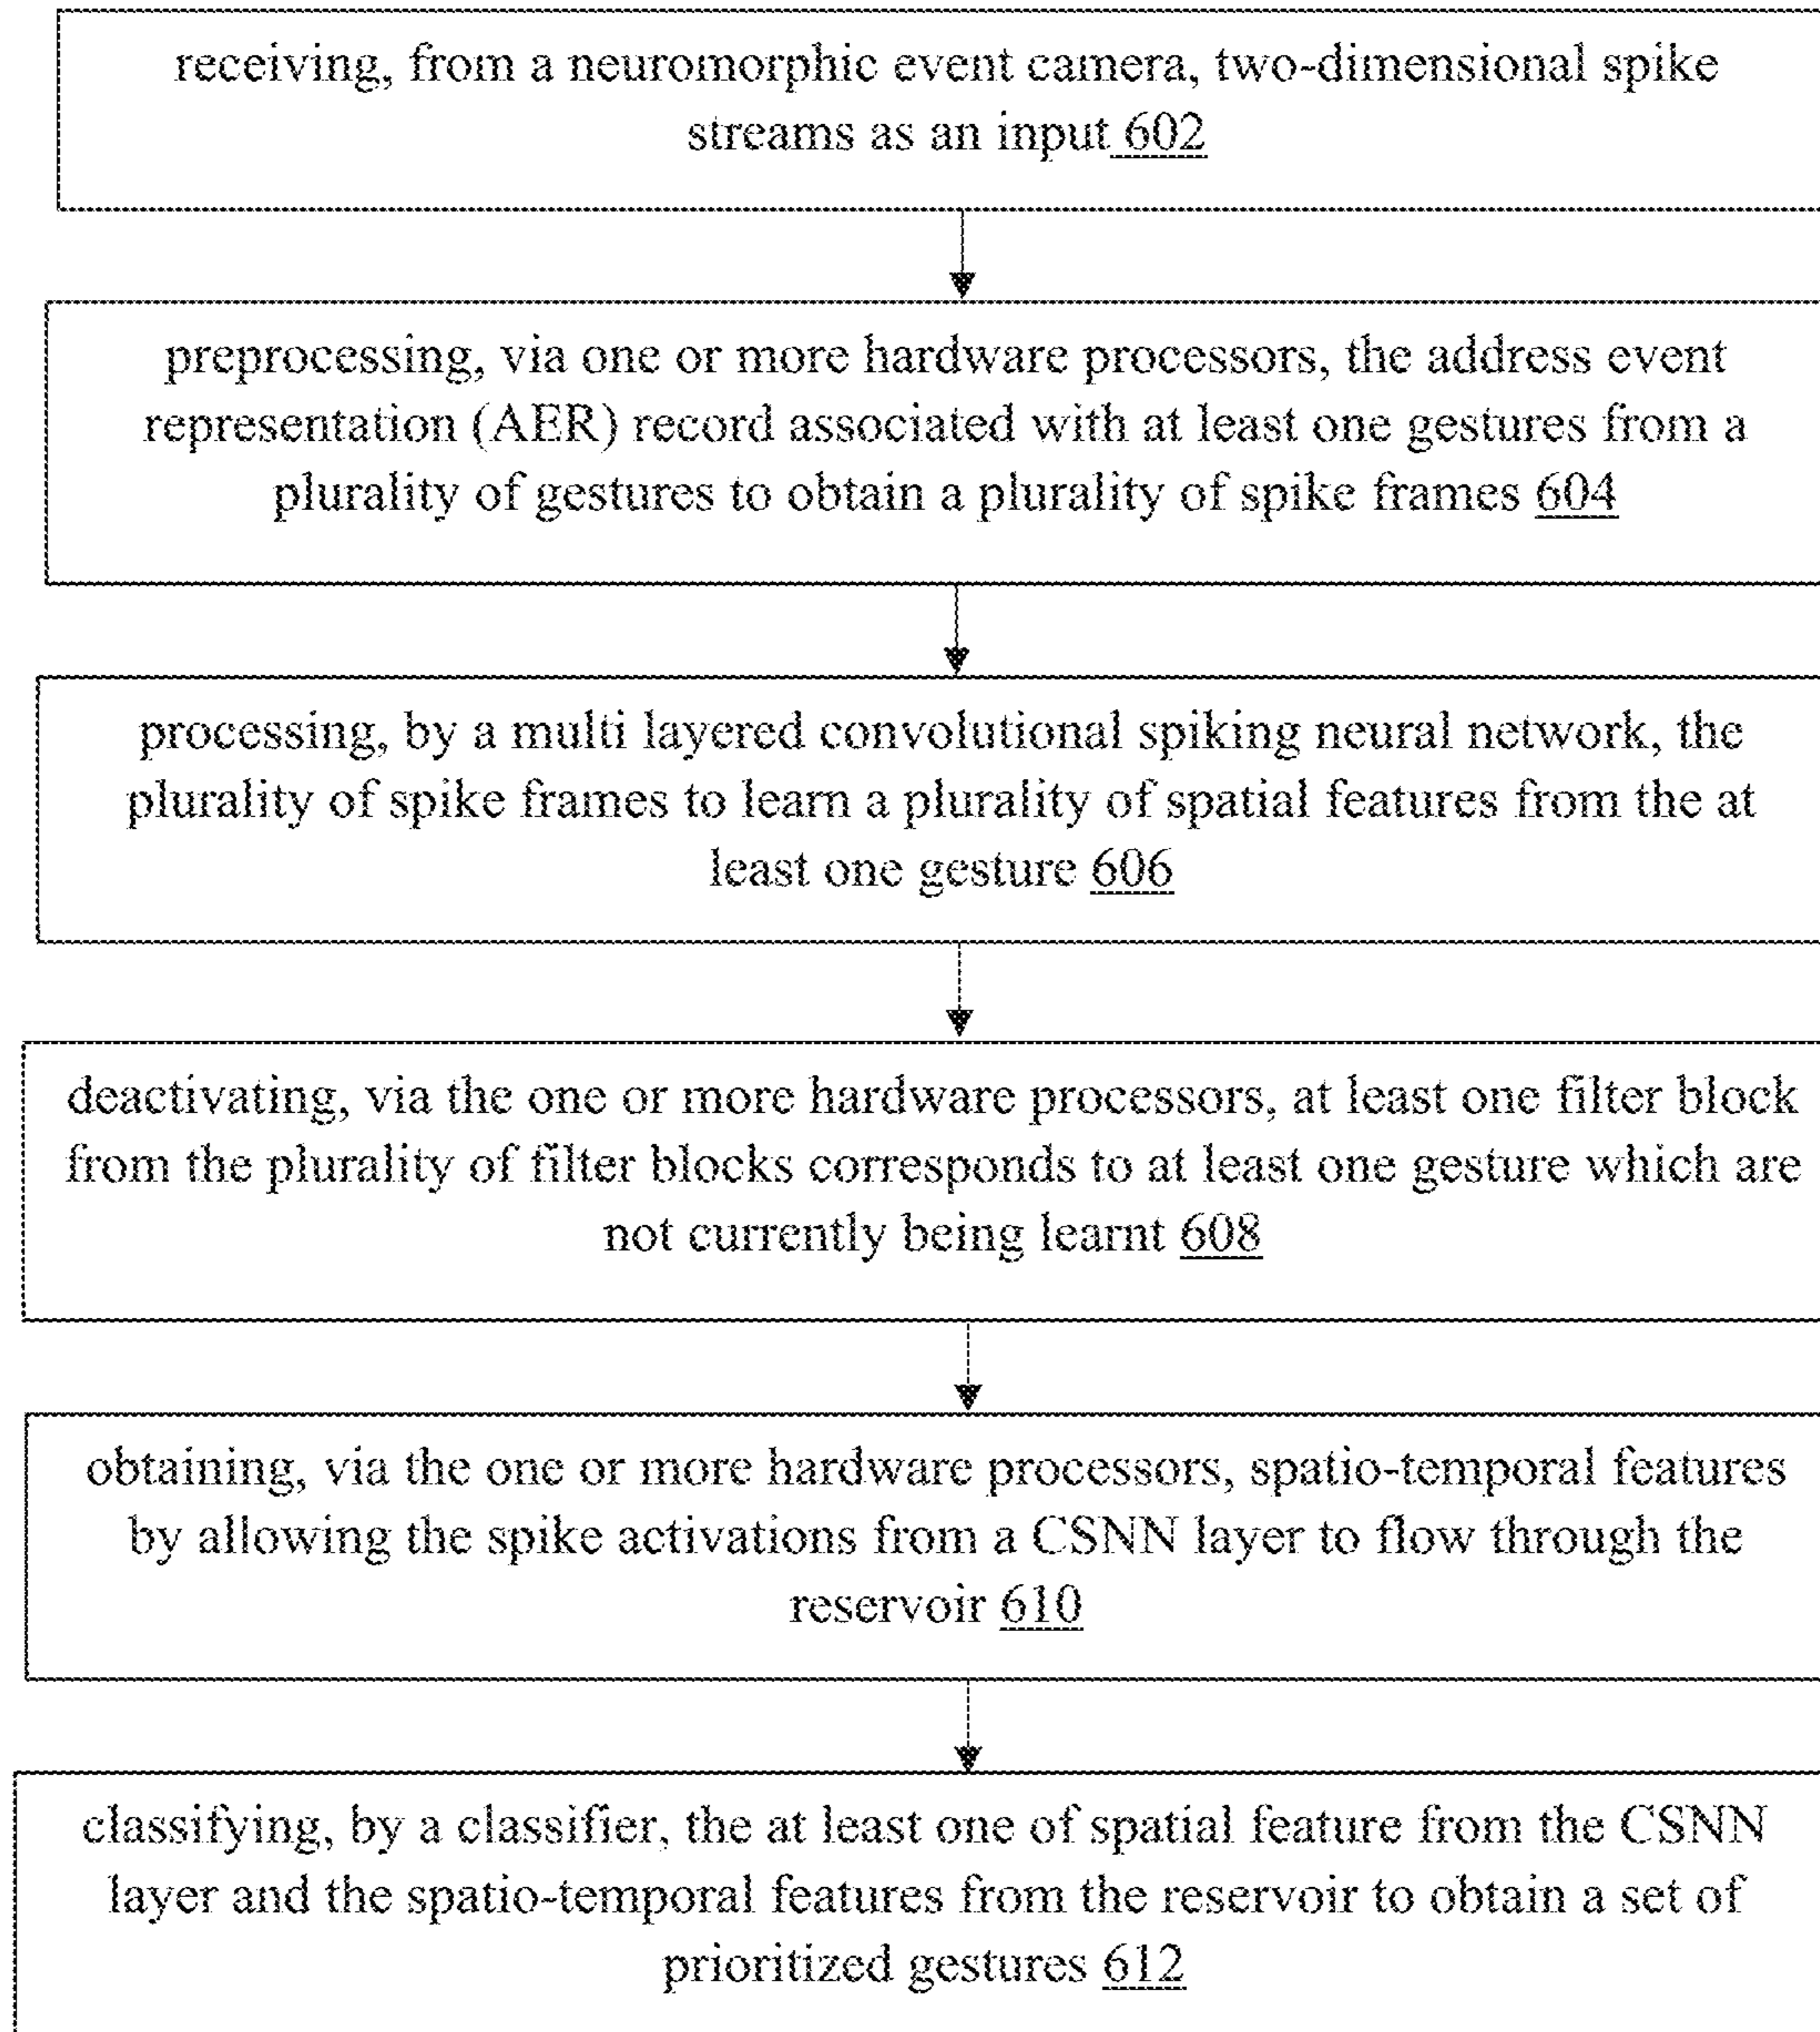 receiving, from a neuromorphic event camera, two-dimensional spike
streams as an input 602
preprocessing, via one or more hardware processors, the address event
representation (AER) record associated with at least one gestures from a
plurality of gestures to obtain a plurality of spike frames 604
processing, by a multi layered convolutional spiking neural network, the
plurality of spike frames to learn a plurality of spatial features from the at
least one gesture 606
deactivating, via the one or more hardware processors, at least one filter block
from the plurality of filter blocks corresponds to at least one gesture which are
not currently being learnt 608
obtaining, via the one or more hardware processors, spatio-temporal features
by allowing the spike activations from a CSNN layer to flow through the
reservoir 610
classifying, by a classifier, the at least one of spatial feature from the CSNN
layer and the spatio-temporal features from the reservoir to obtain a set of
prioritized gestures 612